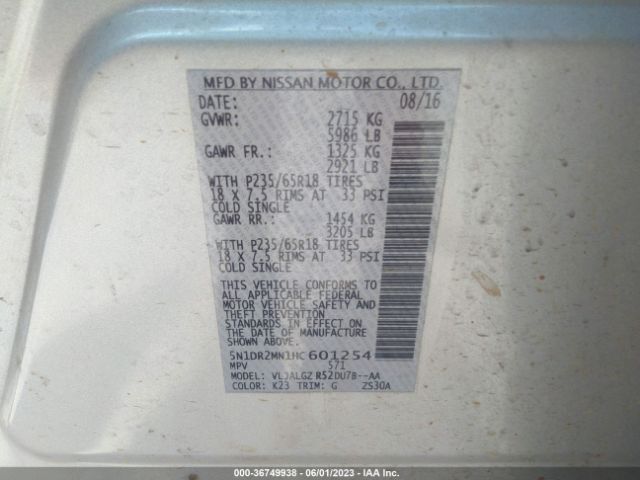 MFD BY NISSAN MOTOR CO., LTD.
DATE: 08/16
GVWR: 2715 KG
5986 LB
GAWR FR.: 1325 KG
2921 LB
WITH P235/65R18 TIRES
18 X 7.5 RIMS AT 33 PSI
COLD SINGLE
GAWR RR.: 1454 KG
3205 LB
WITH P235/65R18 TIRES
18 X 7.5 RIMS AT 33 PSI
COLD SINGLE
THIS VEHICLE CONFORMS TO
ALL APPLICABLE FEDERAL
MOTOR VEHICLE SAFETY AND
THEFT PREVENTION
STANDARDS IN EFFECT ON
THE DATE OF MANUFACTURE
SHOWN ABOVE.
5N1DR2MN1HC601254
MPV 571
MODEL: VLJALGZ R52DU7B--AA
COLOR: K23 TRIM: G ZS30A
000-36749938 - 06/01/2023 - IAA Inc.